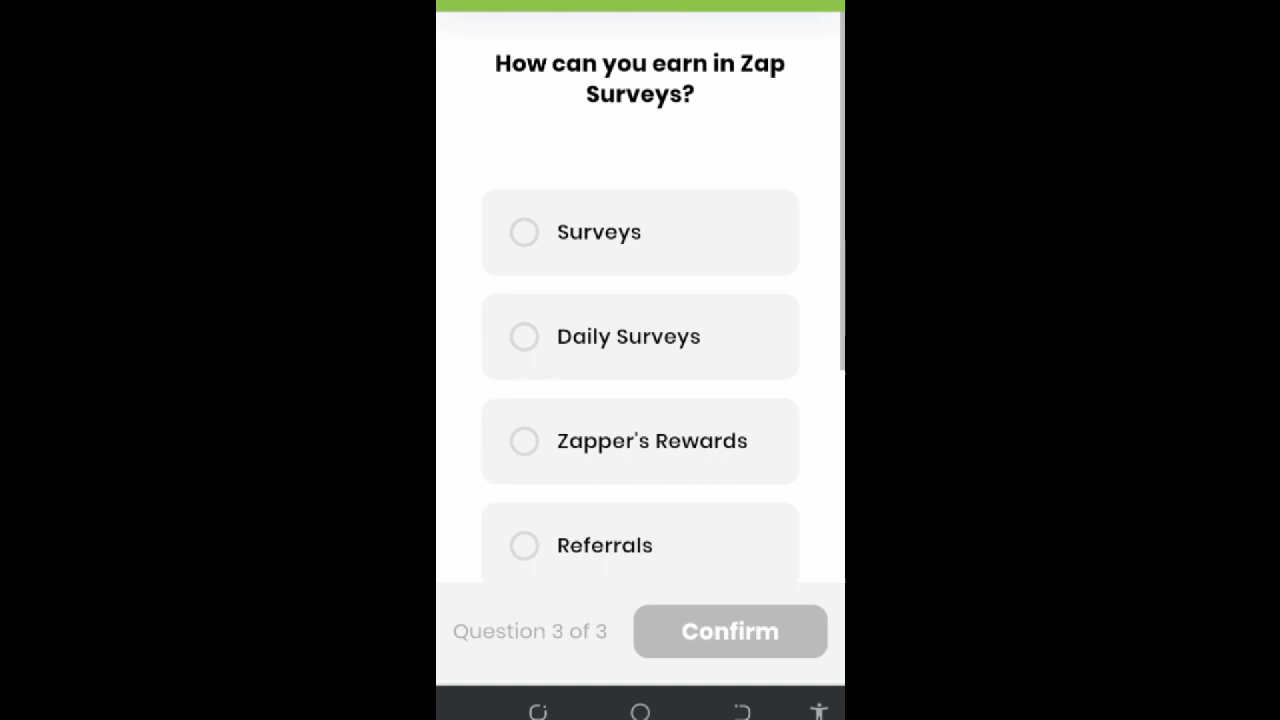 How can you earn in Zap
Surveys?
Surveys
Daily Surveys
Zapper's Rewards
Referrals
Question 3 of 3
Confirm